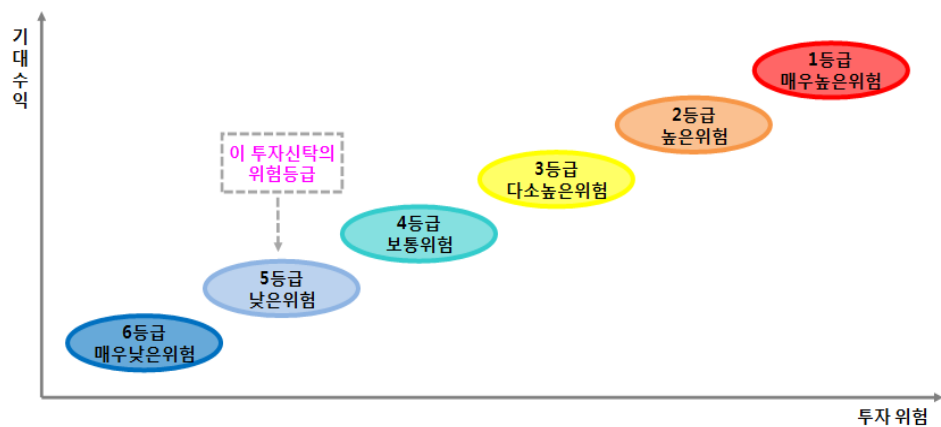 기대수익
1등급
매우높은위험
2등급
높은위험
이 투자신탁의
위험등급
3등급
다소높은위험
4등급
보통위험
5등급
낮은위험
6등급
매우낮은위험
투자 위험